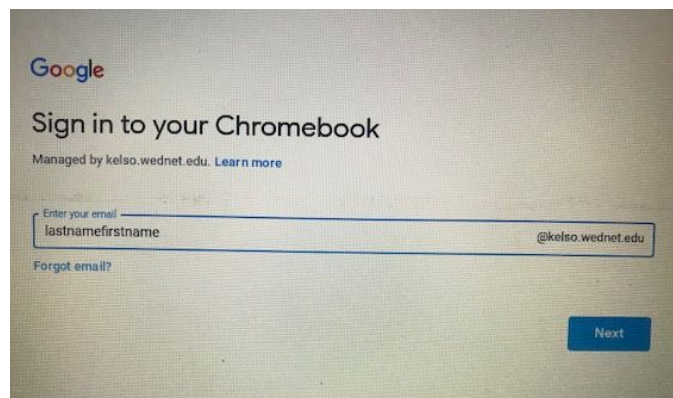 Google
Sign in to your Chromebook
Managed by kelso.wednet.edu. Learn more
Enter your email
lastnamefirstname @kelso.wednet.edu
Forgot email?
Next